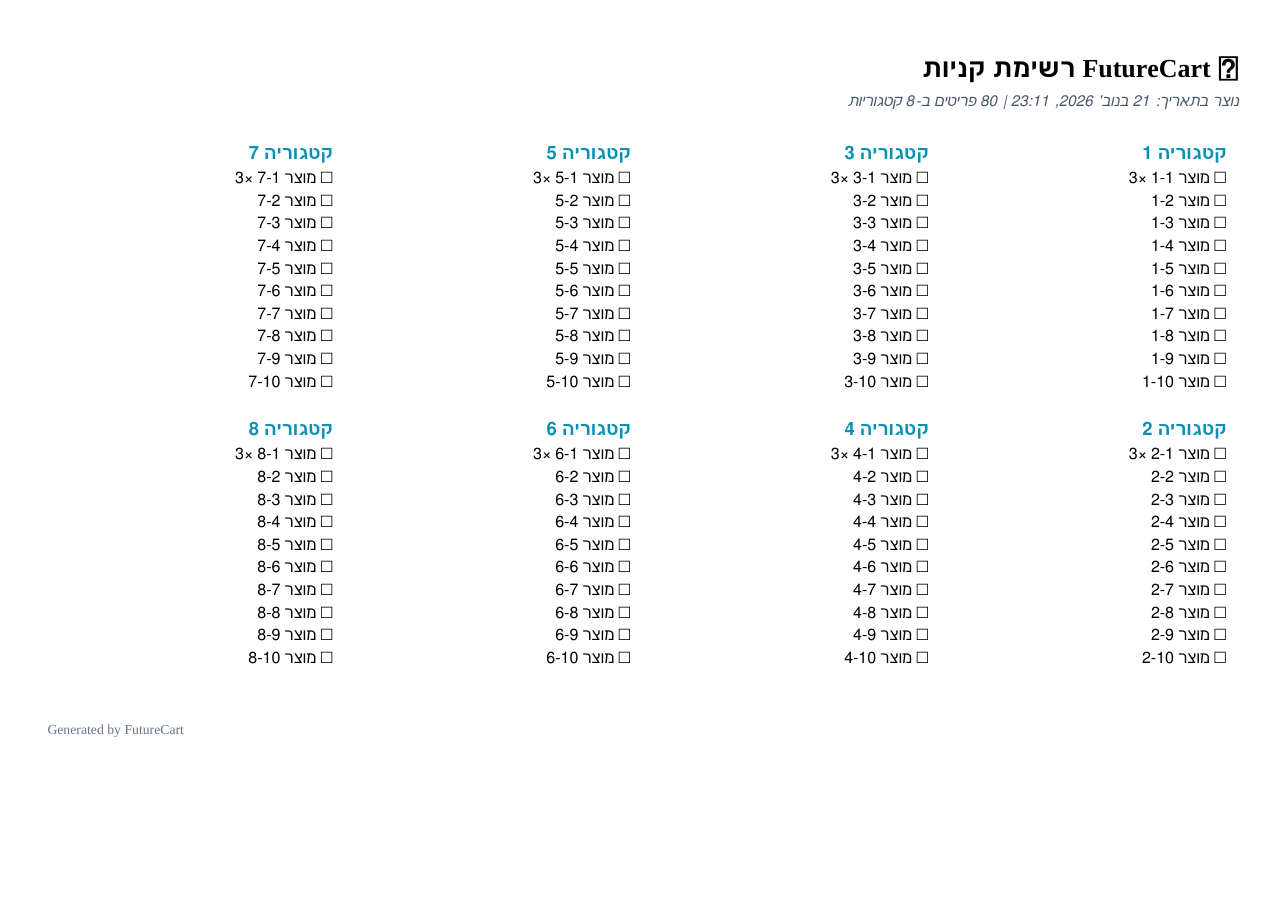 FutureCart רשימת קניות
נוצר בתאריך: 21 בנוב' 2026, 23:11 | 80 פריטים ב-8 קטגוריות
קטגוריה 1
☐ מוצר 1-1 ×3
☐ מוצר 1-2
☐ מוצר 1-3
☐ מוצר 1-4
☐ מוצר 1-5
☐ מוצר 1-6
☐ מוצר 1-7
☐ מוצר 1-8
☐ מוצר 1-9
☐ מוצר 1-10
קטגוריה 2
☐ מוצר 2-1 ×3
☐ מוצר 2-2
☐ מוצר 2-3
☐ מוצר 2-4
☐ מוצר 2-5
☐ מוצר 2-6
☐ מוצר 2-7
☐ מוצר 2-8
☐ מוצר 2-9
☐ מוצר 2-10
קטגוריה 3
☐ מוצר 3-1 ×3
☐ מוצר 3-2
☐ מוצר 3-3
☐ מוצר 3-4
☐ מוצר 3-5
☐ מוצר 3-6
☐ מוצר 3-7
☐ מוצר 3-8
☐ מוצר 3-9
☐ מוצר 3-10
קטגוריה 4
☐ מוצר 4-1 ×3
☐ מוצר 4-2
☐ מוצר 4-3
☐ מוצר 4-4
☐ מוצר 4-5
☐ מוצר 4-6
☐ מוצר 4-7
☐ מוצר 4-8
☐ מוצר 4-9
☐ מוצר 4-10
קטגוריה 5
☐ מוצר 5-1 ×3
☐ מוצר 5-2
☐ מוצר 5-3
☐ מוצר 5-4
☐ מוצר 5-5
☐ מוצר 5-6
☐ מוצר 5-7
☐ מוצר 5-8
☐ מוצר 5-9
☐ מוצר 5-10
קטגוריה 6
☐ מוצר 6-1 ×3
☐ מוצר 6-2
☐ מוצר 6-3
☐ מוצר 6-4
☐ מוצר 6-5
☐ מוצר 6-6
☐ מוצר 6-7
☐ מוצר 6-8
☐ מוצר 6-9
☐ מוצר 6-10
קטגוריה 7
☐ מוצר 7-1 ×3
☐ מוצר 7-2
☐ מוצר 7-3
☐ מוצר 7-4
☐ מוצר 7-5
☐ מוצר 7-6
☐ מוצר 7-7
☐ מוצר 7-8
☐ מוצר 7-9
☐ מוצר 7-10
קטגוריה 8
☐ מוצר 8-1 ×3
☐ מוצר 8-2
☐ מוצר 8-3
☐ מוצר 8-4
☐ מוצר 8-5
☐ מוצר 8-6
☐ מוצר 8-7
☐ מוצר 8-8
☐ מוצר 8-9
☐ מוצר 8-10
Generated by FutureCart